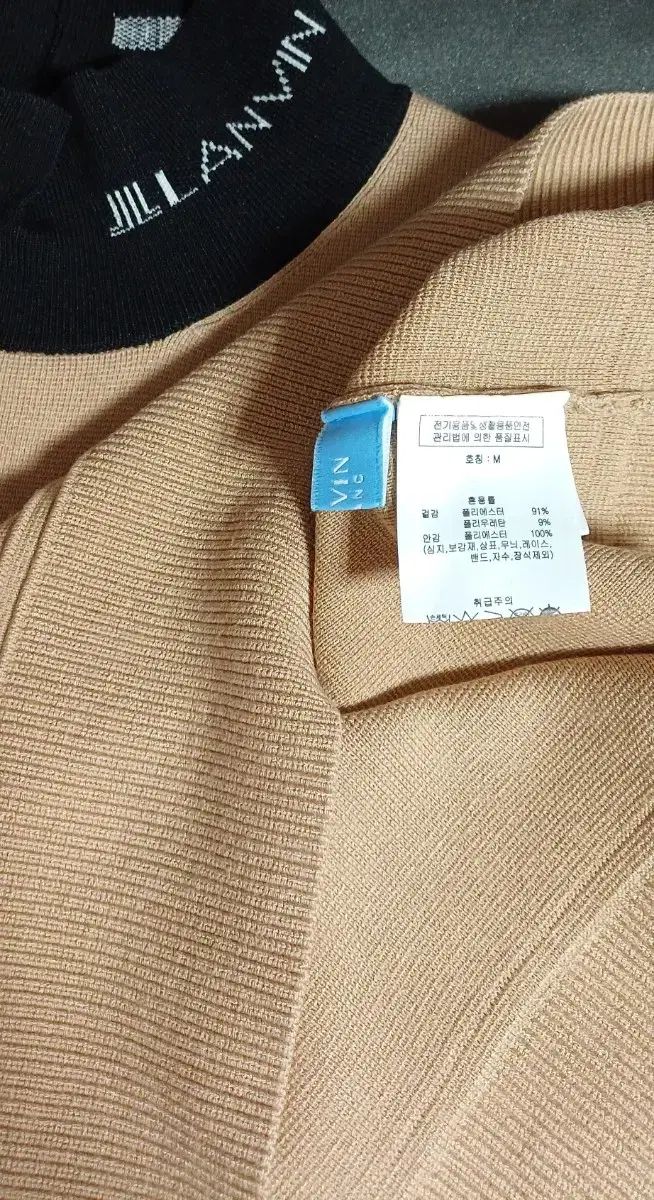 LANVIN
VIN
NC
전기용품및생활용품안전
관리법에 의한 품질표시
호칭 : M
혼용률
겉감 폴리에스터 91%
폴리우레탄 9%
안감 폴리에스터 100%
(심지,보강재,상표,무늬,레이스,
밴드,자수,장식제외)
취급주의